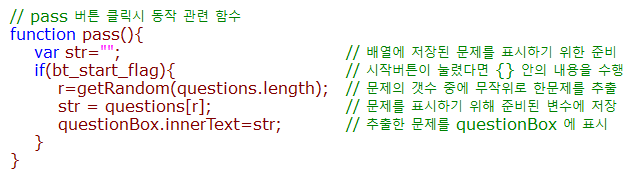 // pass 버튼 클릭시 동작 관련 함수
function pass(){
var str=""; // 배열에 저장된 문제를 표시하기 위한 준비
if(bt_start_flag){ // 시작버튼이 눌렸다면 {} 안의 내용을 수행
r=getRandom(questions.length); // 문제의 갯수 중에 무작위로 한문제를 추출
str = questions[r]; // 문제를 표시하기 위해 준비된 변수에 저장
questionBox.innerText=str; // 추출한 문제를 questionBox 에 표시
}
}